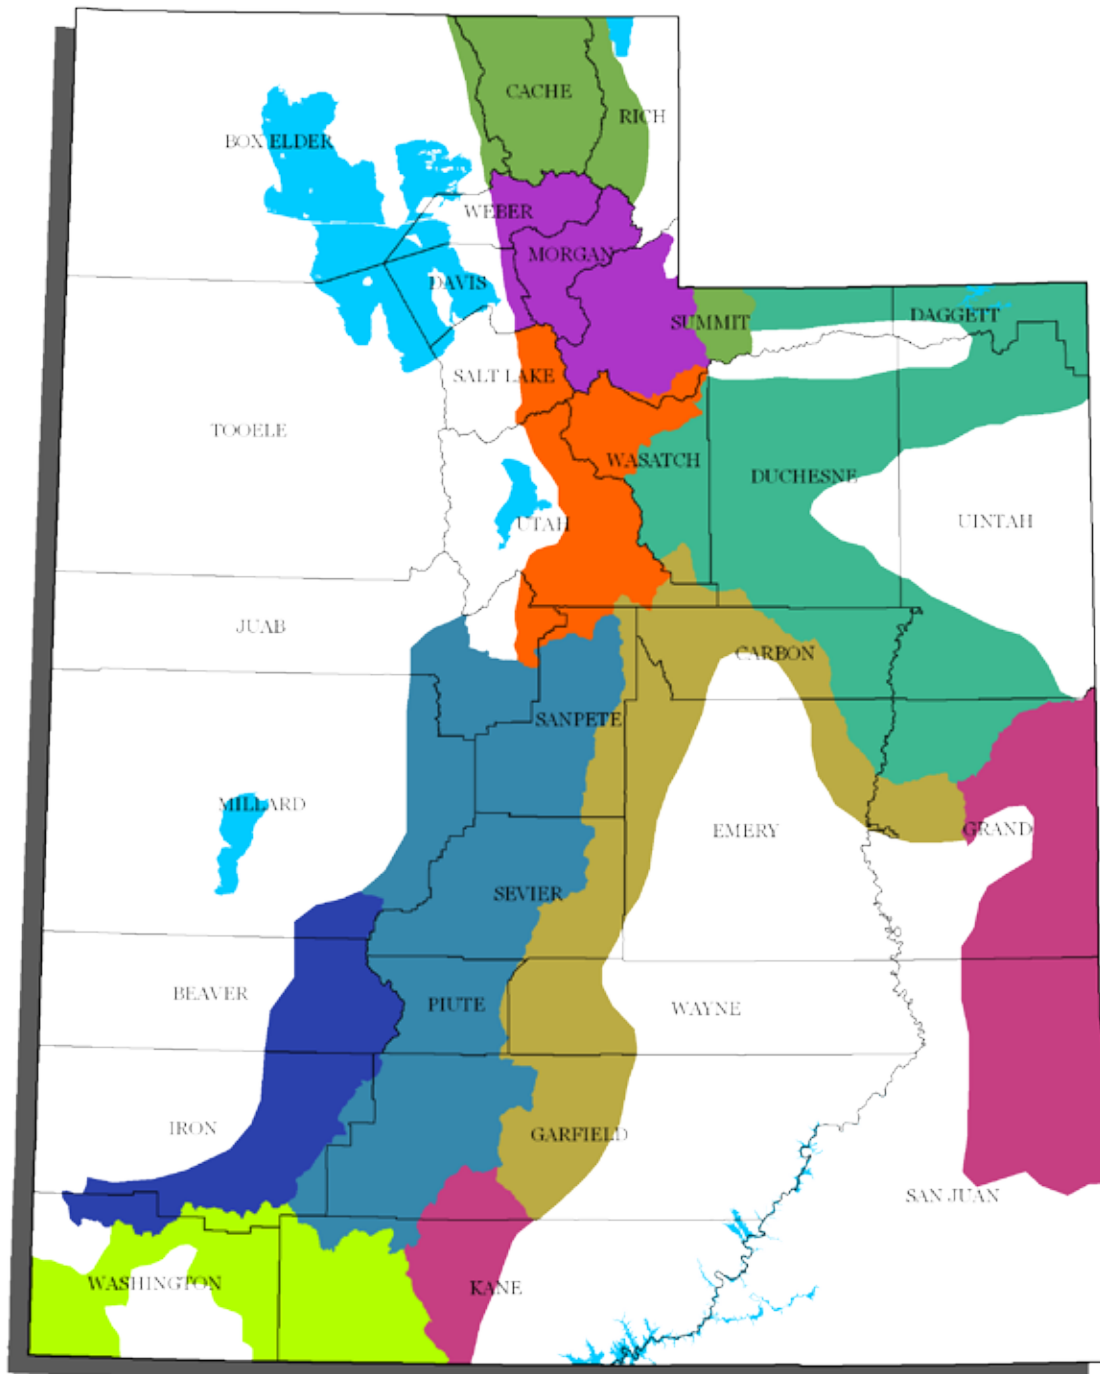 CACHE
RICH
BOX ELDER
WEBER
MORGAN
DAVIS
DAGGETT
SUMMIT
SALT LAKE
TOOELE
WASATCH
DUCHESNE
UTAH
UINTAH
JUAB
CARBON
SANPETE
MILLARD
EMERY
GRAND
SEVIER
BEAVER
PIUTE
WAYNE
IRON
GARFIELD
SAN JUAN
WASHINGTON
KANE